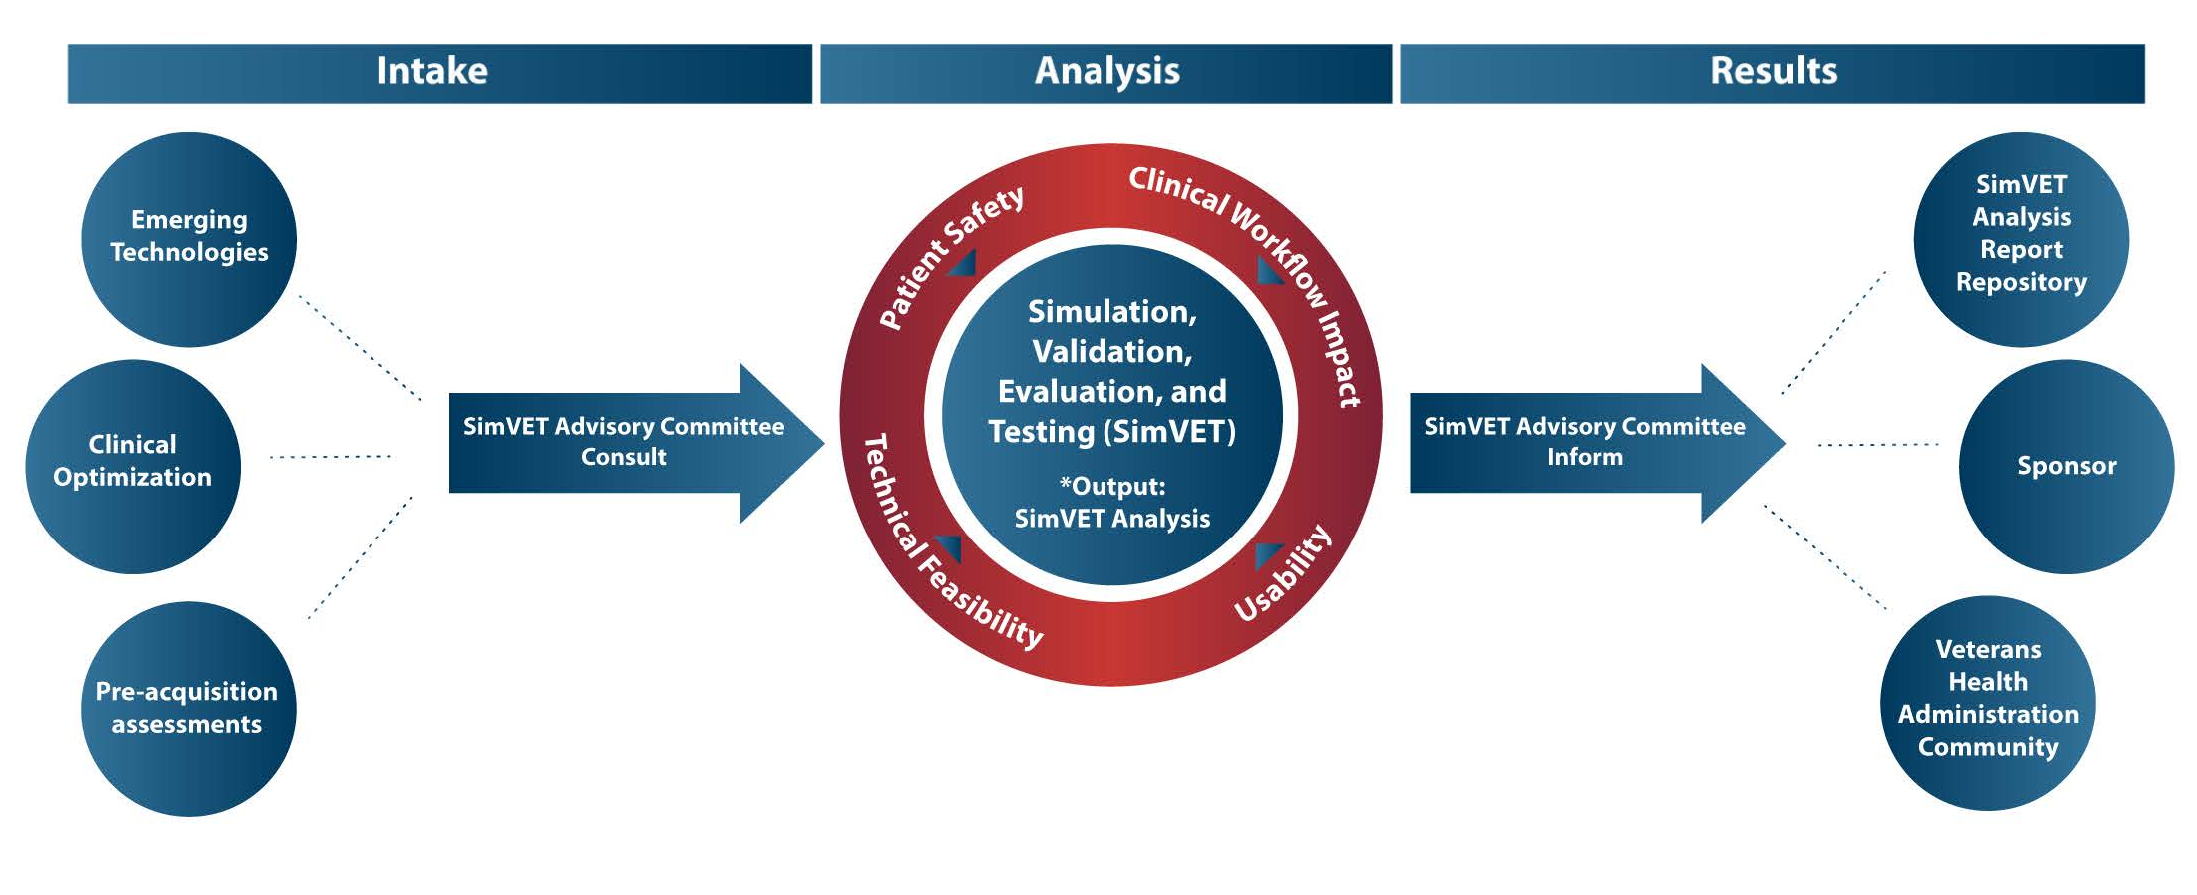 Intake
Analysis
Results
Emerging
Technologies
Clinical
Optimization
Pre-acquisition
assessments
SimVET Advisory Committee
Consult
Patient Safety
Clinical Workflow Impact
Technical Feasibility
Usability
Simulation,
Validation,
Evaluation, and
Testing (SimVET)
*Output:
SimVET Analysis
SimVET Advisory Committee
Inform
SimVET
Analysis
Report
Repository
Sponsor
Veterans
Health
Administration
Community